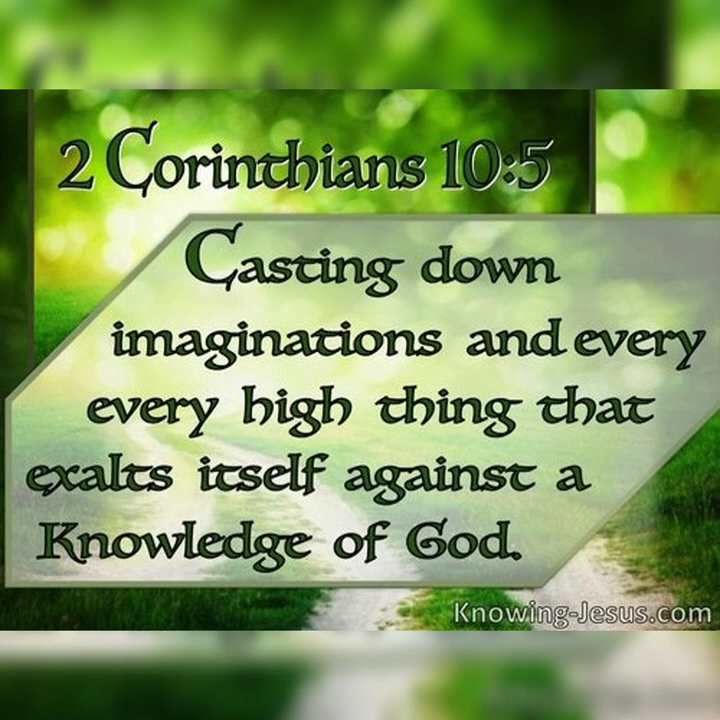 2 Corinthians 10:5
Casting down
imaginations and every
every high thing that
exalts itself against a
Knowledge of God.
Knowing-Jesus.com